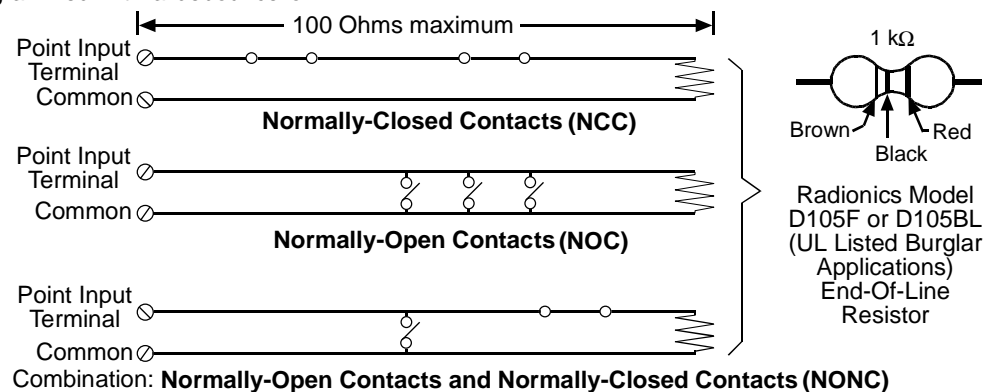 100 Ohms maximum
Point Input
Terminal
Common
Normally-Closed Contacts (NCC)
Point Input
Terminal
Common
Normally-Open Contacts (NOC)
Point Input
Terminal
Common
Combination: Normally-Open Contacts and Normally-Closed Contacts (NONC)
1 kΩ
Brown
Red
Black
Radionics Model
D105F or D105BL
(UL Listed Burglar
Applications)
End-Of-Line
Resistor